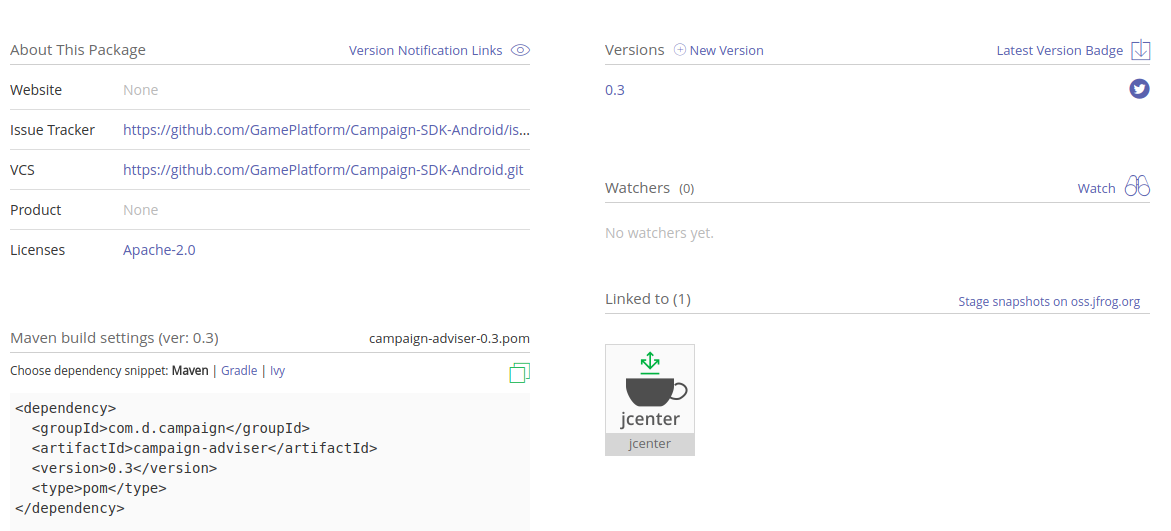 About This Package
Version Notification Links
Website
None
Issue Tracker
https://github.com/GamePlatform/Campaign-SDK-Android/is...
VCS
https://github.com/GamePlatform/Campaign-SDK-Android.git
Product
None
Licenses
Apache-2.0
Maven build settings (ver: 0.3)
campaign-adviser-0.3.pom
Choose dependency snippet: Maven | Gradle | Ivy
<dependency>
  <groupId>com.d.campaign</groupId>
  <artifactId>campaign-adviser</artifactId>
  <version>0.3</version>
  <type>pom</type>
</dependency>
Versions
New Version
Latest Version Badge
0.3
Watchers (0)
Watch
No watchers yet.
Linked to (1)
Stage snapshots on oss.jfrog.org
jcenter
jcenter